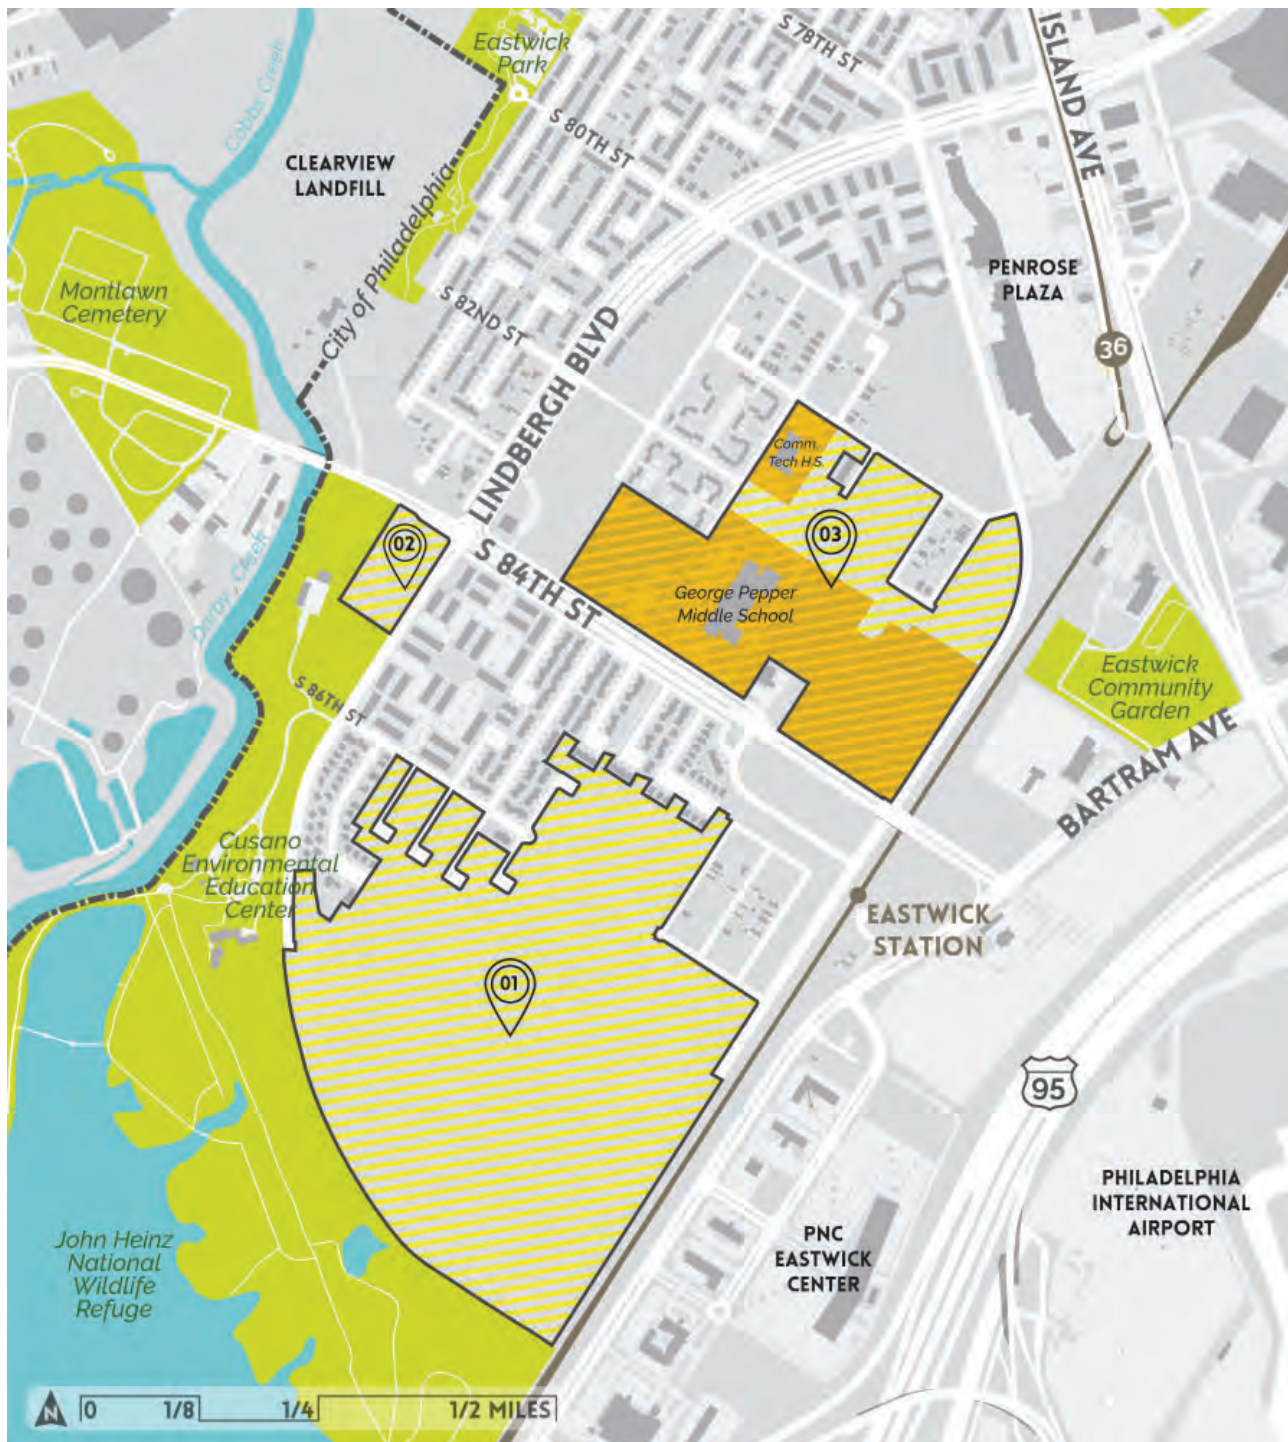 Eastwick
Park
S 78TH ST
ISLAND AVE
Cobbs Creek
S 80TH ST
CLEARVIEW
LANDFILL
City of Philadelphia
PENROSE
PLAZA
Montlawn
Cemetery
S 82ND ST
LINDBERGH BLVD
36
Comm.
Tech H.S.
02
03
S 84TH ST
Darby Creek
George Pepper
Middle School
S 86TH ST
Eastwick
Community
Garden
BARTRAM AVE
Cusano
Environmental
Education
Center
EASTWICK
STATION
01
95
PHILADELPHIA
INTERNATIONAL
AIRPORT
PNC
EASTWICK
CENTER
John Heinz
National
Wildlife
Refuge
N 0 1/8 1/4 1/2 MILES